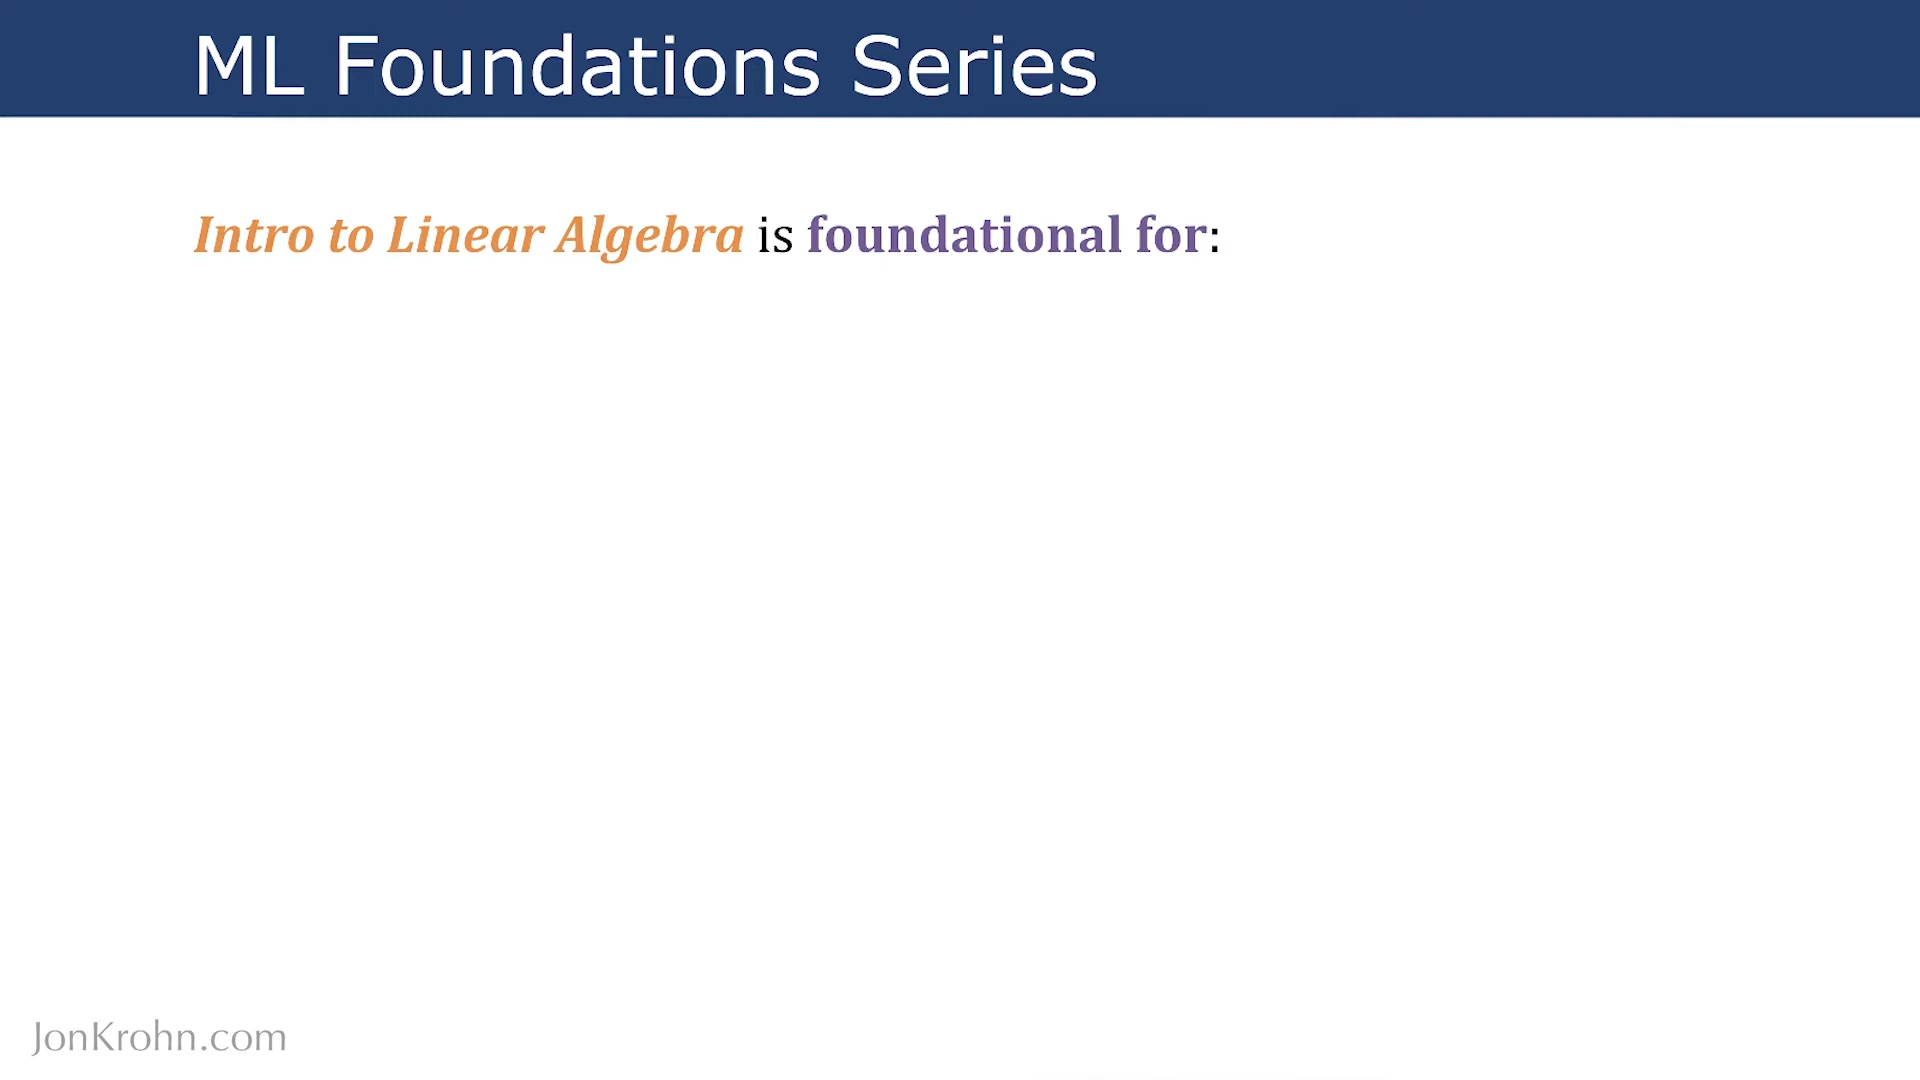 ML Foundations Series
Intro to Linear Algebra is foundational for:
JonKrohn.com